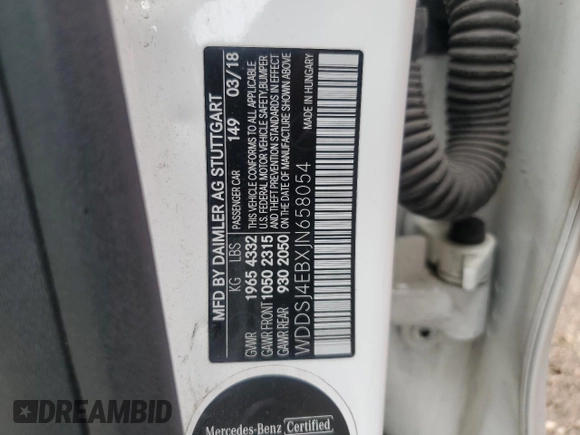 MFD BY DAIMLER AG STUTTGART
KG LBS PASSENGER CAR 149 03/18
GVWR 1965 4332 THIS VEHICLE CONFORMS TO ALL APPLICABLE
GAWR FRONT 1050 2315 U.S. FEDERAL MOTOR VEHICLE SAFETY, BUMPER
GAWR REAR 930 2050 AND THEFT PREVENTION STANDARDS IN EFFECT
ON THE DATE OF MANUFACTURE SHOWN ABOVE
WDDSJ4EBXJN658054 MADE IN HUNGARY
Mercedes-Benz Certified
DREAMBID